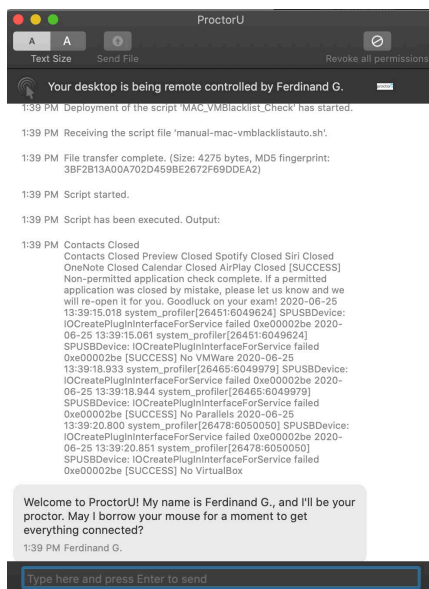 ProctorU
A A
Text Size Send File Revoke all permissions
Your desktop is being remote controlled by Ferdinand G.
1:39 PM Deployment of the script 'MAC_VMBlacklist_Check' has started.
1:39 PM Receiving the script file 'manual-mac-vmblacklistauto.sh'.
1:39 PM File transfer complete. (Size: 4275 bytes, MD5 fingerprint:
3BF2B13A00A702D459BE2672F69DDEA2)
1:39 PM Script started.
1:39 PM Script has been executed. Output:
1:39 PM Contacts Closed
Contacts Closed Preview Closed Spotify Closed Siri Closed
OneNote Closed Calendar Closed AirPlay Closed [SUCCESS]
Non-permitted application check complete. If a permitted
application was closed by mistake, please let us know and we
will re-open it for you. Goodluck on your exam! 2020-06-25
13:39:15.018 system_profiler[26451:6049624] SPUSBDevice:
IOCreatePlugInInterfaceForService failed 0xe00002be 2020-
06-25 13:39:15.061 system_profiler[26451:6049624]
SPUSBDevice: IOCreatePlugInInterfaceForService failed
0xe00002be [SUCCESS] No VMWare 2020-06-25
13:39:18.933 system_profiler[26465:6049979] SPUSBDevice:
IOCreatePlugInInterfaceForService failed 0xe00002be 2020-
06-25 13:39:18.944 system_profiler[26465:6049979]
SPUSBDevice: IOCreatePlugInInterfaceForService failed
0xe00002be [SUCCESS] No Parallels 2020-06-25
13:39:20.800 system_profiler[26478:6050050] SPUSBDevice:
IOCreatePlugInInterfaceForService failed 0xe00002be 2020-
06-25 13:39:20.851 system_profiler[26478:6050050]
SPUSBDevice: IOCreatePlugInInterfaceForService failed
0xe00002be [SUCCESS] No VirtualBox
Welcome to ProctorU! My name is Ferdinand G., and I'll be your
proctor. May I borrow your mouse for a moment to get
everything connected?
1:39 PM Ferdinand G.
Type here and press Enter to send